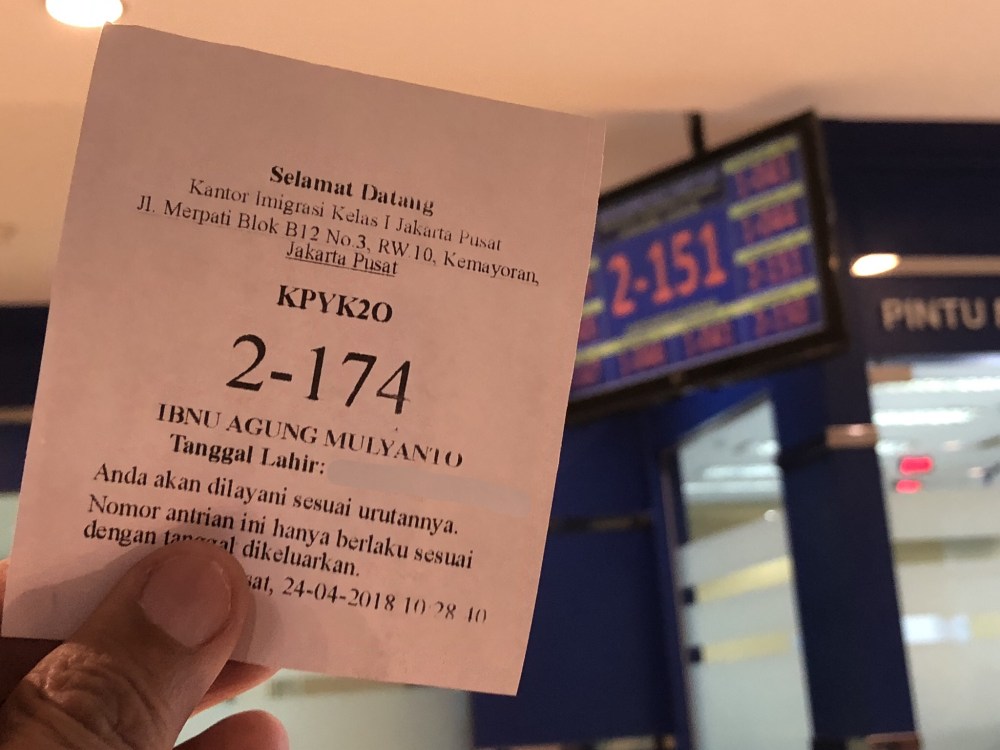 Selamat Datang
Kantor Imigrasi Kelas I Jakarta Pusat
Jl. Merpati Blok B12 No.3, RW.10, Kemayoran,
Jakarta Pusat
KPYK2O
2-174
IBNU AGUNG MULYANTO
Tanggal Lahir:
Anda akan dilayani sesuai urutannya.
Nomor antrian ini hanya berlaku sesuai
dengan tanggal dikeluarkan.
24-04-2018 10:28:40
2-151
PINTU